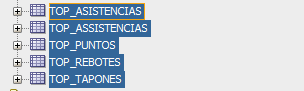 TOP_ASISTENCIAS
TOP_ASSISTENCIAS
TOP_PUNTOS
TOP_REBOTES
TOP_TAPONES